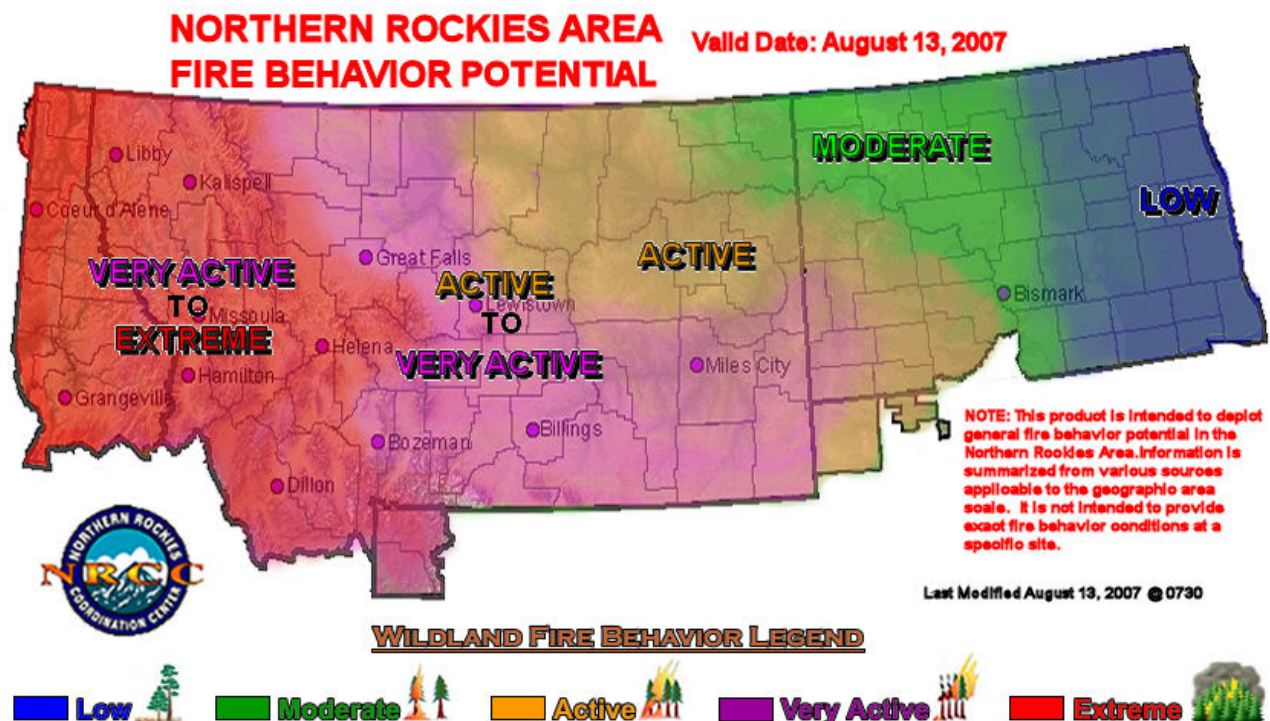 NORTHERN ROCKIES AREA
FIRE BEHAVIOR POTENTIAL
Valid Date: August 13, 2007
MODERATE
LOW
Libby
Kalispell
Coeur d'Alene
Great Falls
ACTIVE
VERY ACTIVE
TO
EXTREME
Missoula
ACTIVE
Lewistown
TO
VERY ACTIVE
Bismark
Helena
Hamilton
Miles City
Grangeville
Bozeman
Billings
Dillon
NOTE: This product is intended to depict
general fire behavior potential in the
Northern Rockies Area.Information is
summarized from various sources
applicable to the geographic area
scale. It is not intended to provide
exact fire behavior conditions at a
specific site.
NORTHERN ROCKIES
NRCC
COORDINATION CENTER
Last Modified August 13, 2007 @ 0730
WILDLAND FIRE BEHAVIOR LEGEND
Low
Moderate
Active
Very Active
Extreme